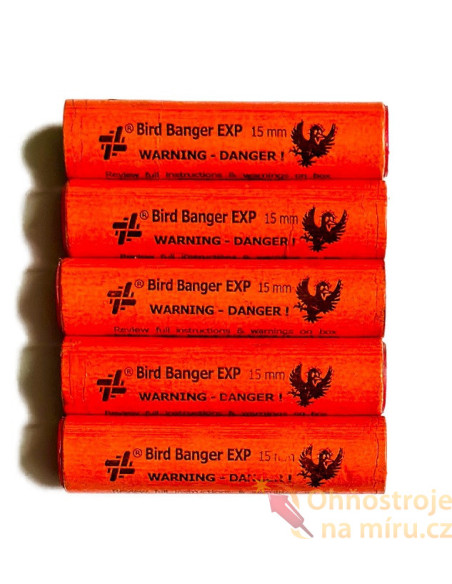 ® Bird Banger EXP 15 mm
WARNING - DANGER !
Review full instructions & warnings on box
® Bird Banger EXP 15 mm
WARNING - DANGER !
® Bird Banger EXP 15 mm
WARNING - DANGER !
Review full instructions & warnings on box
® Bird Banger EXP 15 mm
WARNING - DANGER !
® Bird Banger EXP 15 mm
WARNING - DANGER !
Ohnostroje
na míru.cz